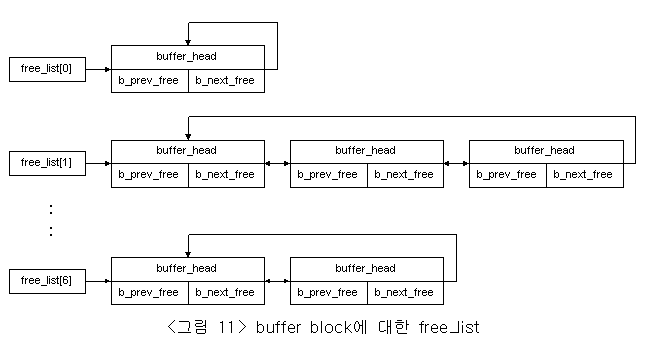 buffer_head
free_list[0]
b_prev_free b_next_free
buffer_head buffer_head buffer_head
free_list[1]
b_prev_free b_next_free b_prev_free b_next_free b_prev_free b_next_free
:
:
buffer_head buffer_head
free_list[6]
b_prev_free b_next_free b_prev_free b_next_free
<그림 11> buffer block에 대한 free_list